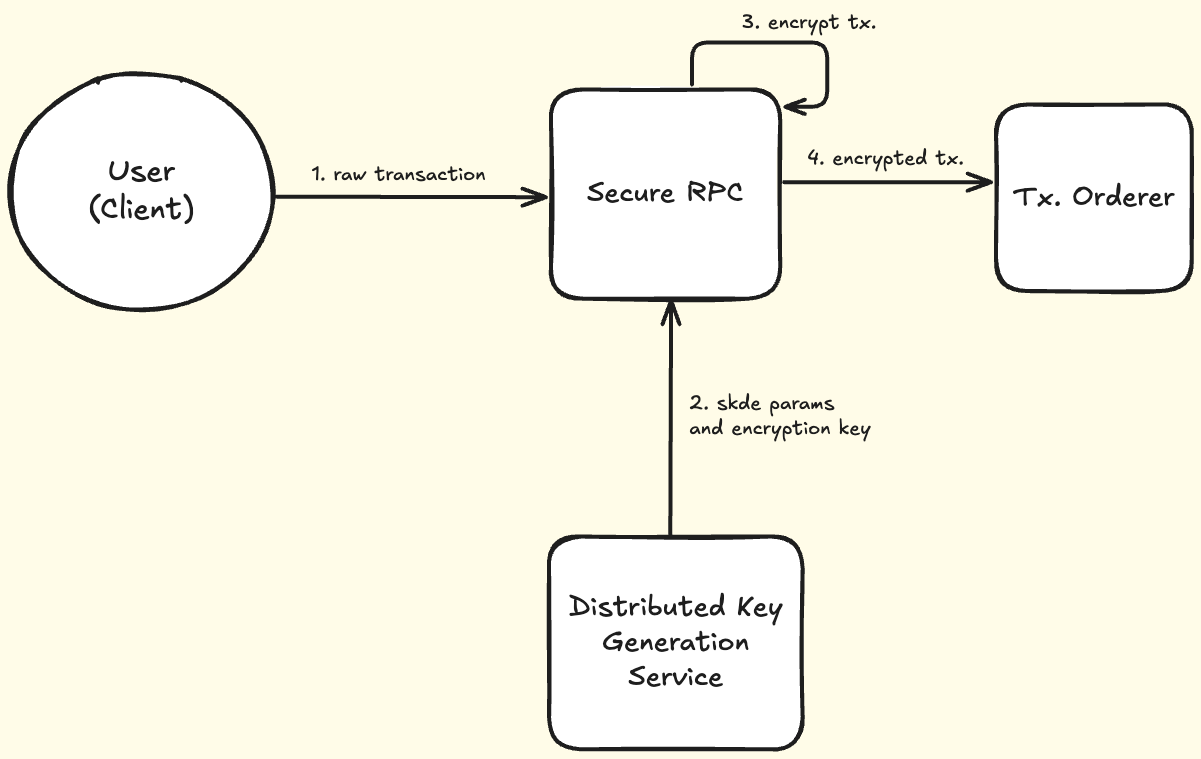 3. encrypt tx.
User
(Client)
1. raw transaction
Secure RPC
4. encrypted tx.
Tx. Orderer
2. skde params
and encryption key
Distributed Key
Generation
Service